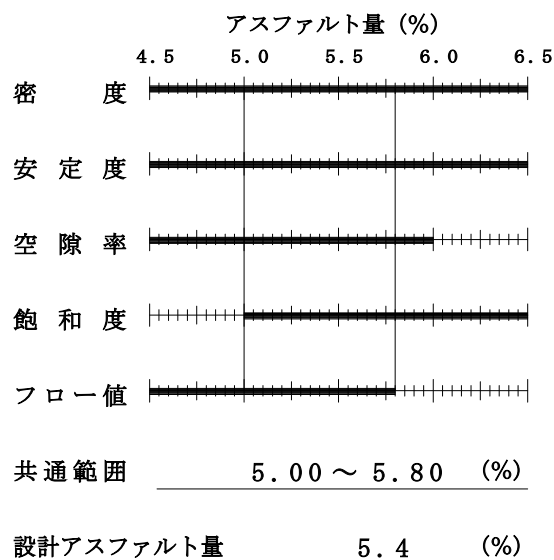 アスファルト量 (%)
4.5 5.0 5.5 6.0 6.5
密度
安定度
空隙率
飽和度
フロー値
共通範囲 5.00～5.80 (%)
設計アスファルト量 5.4 (%)